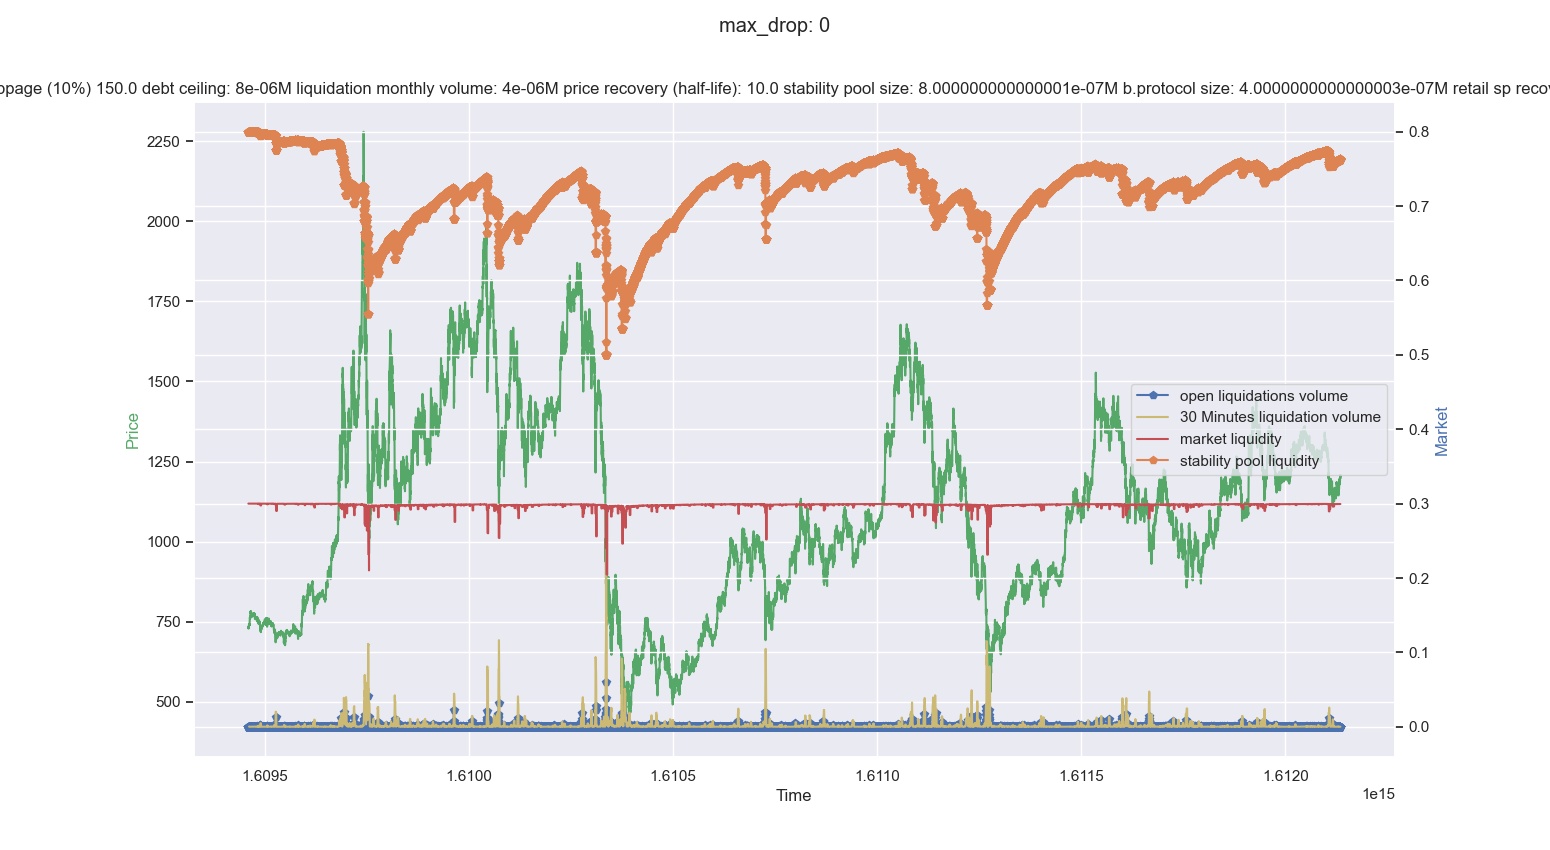 max_drop: 0
opage (10%) 150.0 debt ceiling: 8e-06M liquidation monthly volume: 4e-06M price recovery (half-life): 10.0 stability pool size: 8.000000000000001e-07M b.protocol size: 4.0000000000000003e-07M retail sp recov
2250
2000
1750
1500
1250
1000
750
500
Price
0.8
0.7
0.6
0.5
0.4
0.3
0.2
0.1
0.0
Market
open liquidations volume
30 Minutes liquidation volume
market liquidity
stability pool liquidity
1.6095 1.6100 1.6105 1.6110 1.6115 1.6120
Time
1e15